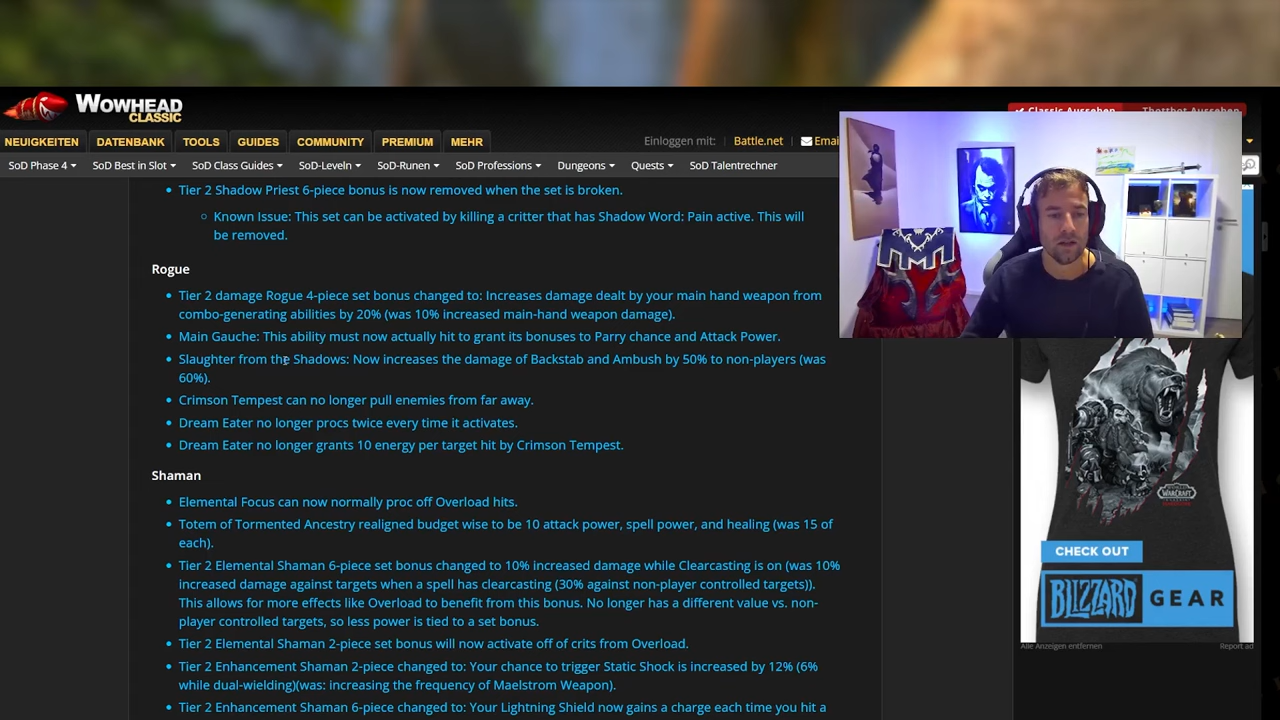 WOWHEAD
CLASSIC
Classic Aussehen
Thottbot Aussehen
NEUIGKEITEN DATENBANK TOOLS GUIDES COMMUNITY PREMIUM MEHR
Einloggen mit: Battle.net Emai
SoD Phase 4 SoD Best in Slot SoD Class Guides SoD-Leveln SoD-Runen SoD Professions Dungeons Quests SoD Talentrechner
Tier 2 Shadow Priest 6-piece bonus is now removed when the set is broken.
Known Issue: This set can be activated by killing a critter that has Shadow Word: Pain active. This will
be removed.
Rogue
Tier 2 damage Rogue 4-piece set bonus changed to: Increases damage dealt by your main hand weapon from
combo-generating abilities by 20% (was 10% increased main-hand weapon damage).
Main Gauche: This ability must now actually hit to grant its bonuses to Parry chance and Attack Power.
Slaughter from the Shadows: Now increases the damage of Backstab and Ambush by 50% to non-players (was
60%).
Crimson Tempest can no longer pull enemies from far away.
Dream Eater no longer procs twice every time it activates.
Dream Eater no longer grants 10 energy per target hit by Crimson Tempest.
Shaman
Elemental Focus can now normally proc off Overload hits.
Totem of Tormented Ancestry realigned budget wise to be 10 attack power, spell power, and healing (was 15 of
each).
Tier 2 Elemental Shaman 6-piece set bonus changed to 10% increased damage while Clearcasting is on (was 10%
increased damage against targets when a spell has clearcasting (30% against non-player controlled targets)).
This allows for more effects like Overload to benefit from this bonus. No longer has a different value vs. non-
player controlled targets, so less power is tied to a set bonus.
Tier 2 Elemental Shaman 2-piece set bonus will now activate off of crits from Overload.
Tier 2 Enhancement Shaman 2-piece changed to: Your chance to trigger Static Shock is increased by 12% (6%
while dual-wielding)(was: increasing the frequency of Maelstrom Weapon).
Tier 2 Enhancement Shaman 6-piece changed to: Your Lightning Shield now gains a charge each time you hit a
WARCRAFT
CHECK OUT
BLIZZARD GEAR
Alle Anzeigen entfernen
Report ad